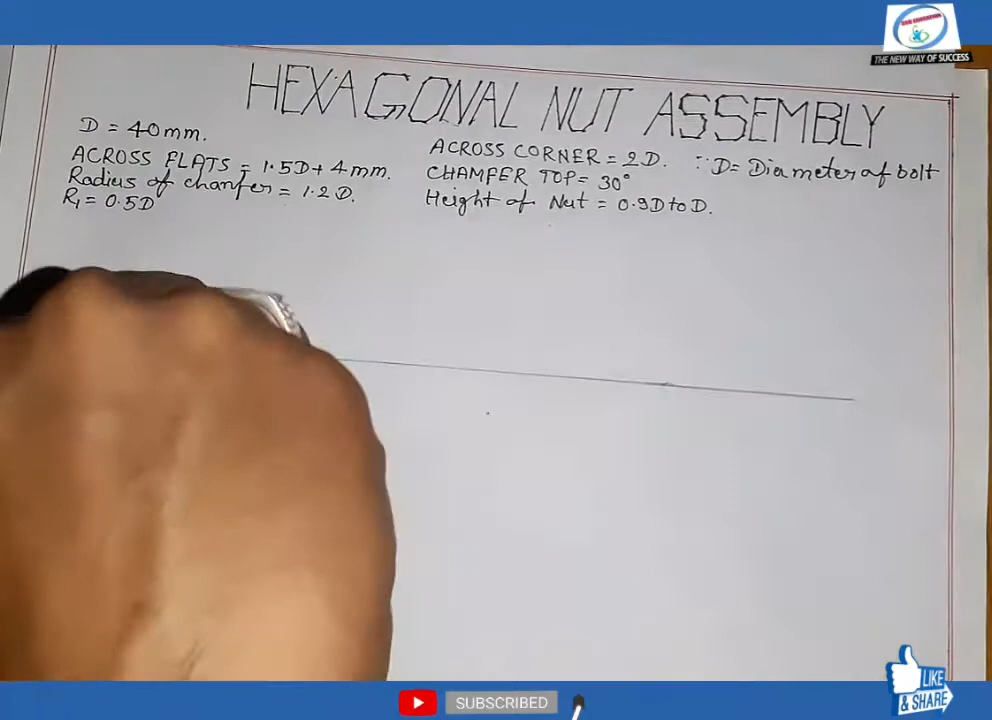 SRB EDUCATION
THE NEW WAY OF SUCCESS
HEXAGONAL NUT ASSEMBLY
D = 40mm.
ACROSS FLATS = 1.5D+4mm.
Radius of chamfer = 1.2D.
R1 = 0.5D
ACROSS CORNER = 2D. ∵ D= Diameter of bolt
CHAMFER TOP = 30°
Height of Nut = 0.9D to D.
LIKE
& SHARE
SUBSCRIBED